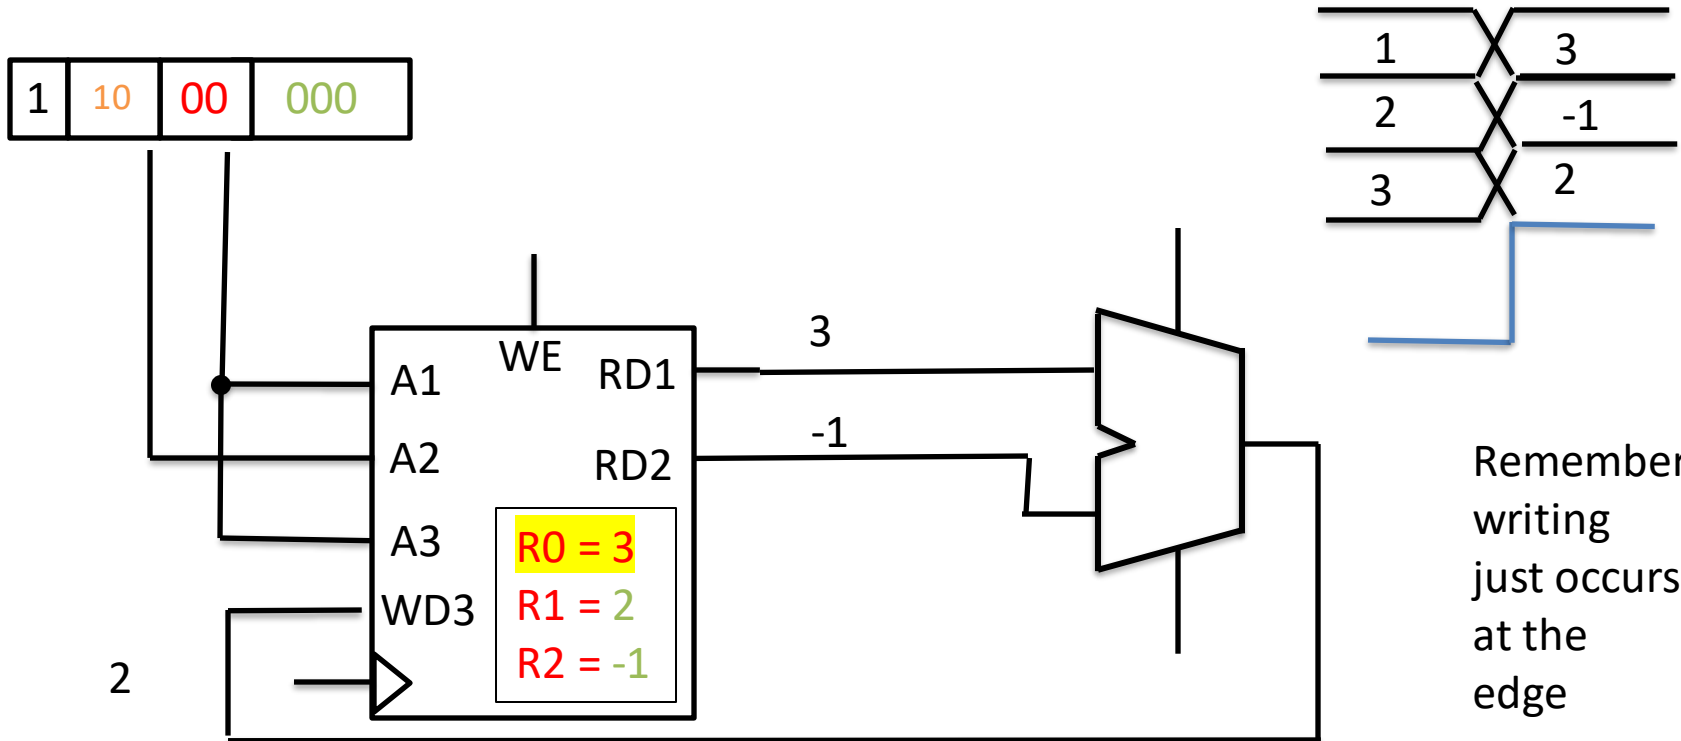 1 10 00 000
1 3
2 -1
3 2
WE
3
A1 RD1
-1
A2 RD2
A3
R0 = 3
WD3
R1 = 2
R2 = -1
2
Remember
writing
just occurs
at the
edge